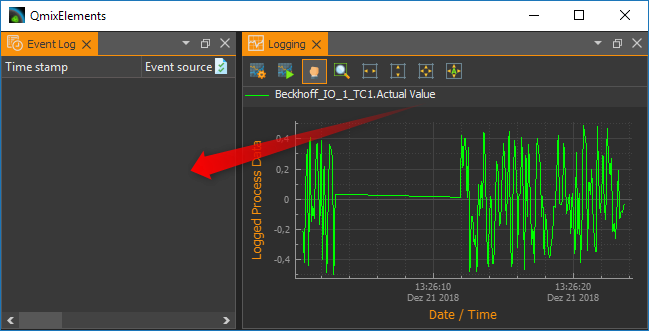 QmixElements
Event Log
Logging
Time stamp
Event source
Beckhoff_IO_1_TC1.Actual Value
Logged Process Data
0,4
0,2
0
-0,2
-0,4
13:26:10
Dez 21 2018
13:26:20
Dez 21 2018
Date / Time